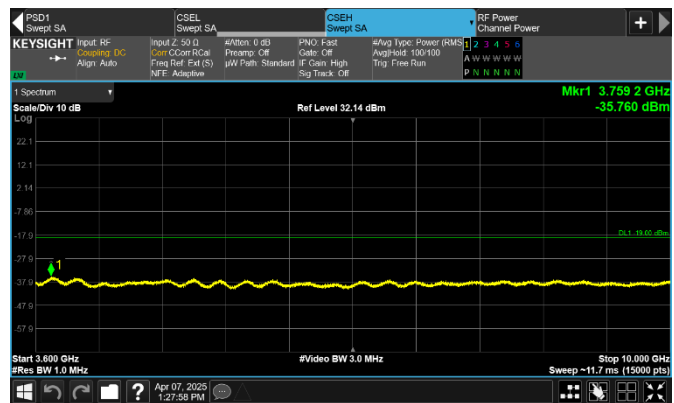 PSD1
Swept SA
CSEL
Swept SA
CSEH
Swept SA
RF Power
Channel Power
KEYSIGHT
Input: RF
Coupling: DC
Align: Auto
Input Z: 50 Ω
Corr CCorr RCal
Freq Ref: Ext (S)
NFE: Adaptive
#Atten: 0 dB
Preamp: Off
µW Path: Standard
PNO: Fast
Gate: Off
IF Gain: High
Sig Track: Off
#Avg Type: Power (RMS
Avg|Hold: 100/100
Trig: Free Run
1 2 3 4 5 6
A W W W W W
P N N N N N
LXI
1 Spectrum
Mkr1 3.759 2 GHz
Scale/Div 10 dB
Ref Level 32.14 dBm
-35.760 dBm
Log
22.1
12.1
2.14
-7.86
-17.9
DL1 -19.00 dBm
-27.9
1
-37.9
-47.9
-57.9
Start 3.600 GHz
#Video BW 3.0 MHz
Stop 10.000 GHz
#Res BW 1.0 MHz
Sweep ~11.7 ms (15000 pts)
?
Apr 07, 2025
1:27:58 PM